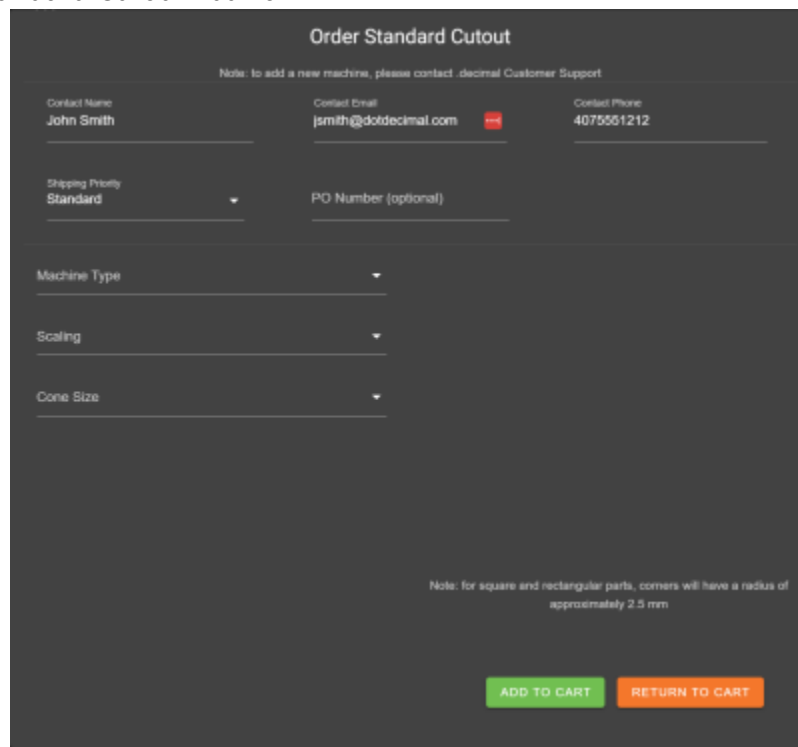 Order Standard Cutout
Note: to add a new machine, please contact .decimal Customer Support
Contact Name
John Smith
Contact Email
jsmith@dotdecimal.com
Contact Phone
4075551212
Shipping Priority
Standard
PO Number (optional)
Machine Type
Scaling
Cone Size
Note: for square and rectangular parts, corners will have a radius of
approximately 2.5 mm
ADD TO CART
RETURN TO CART